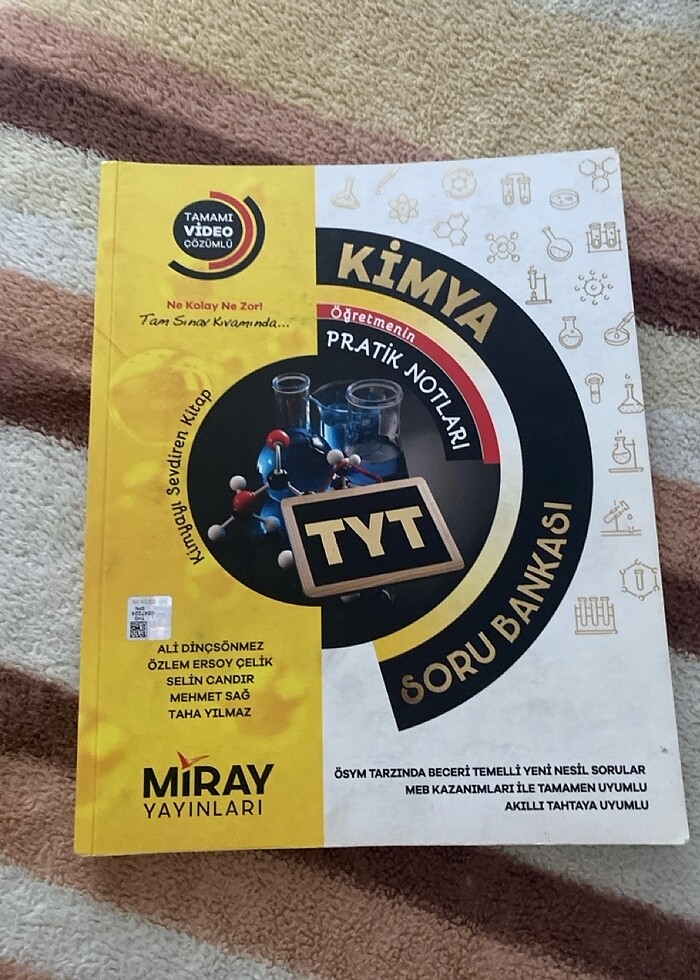 TAMAMI
VİDEO
ÇÖZÜMLÜ
Ne Kolay Ne Zor!
Tam Sınav Kıvamında...
KİMYA
Öğretmenin
PRATİK NOTLARI
Kimyayı Sevdiren Kitap
TYT
SORU BANKASI
ALİ DİNÇSÖNMEZ
ÖZLEM ERSOY ÇELİK
SELİN CANDIR
MEHMET SAĞ
TAHA YILMAZ
MİRAY
YAYINLARI
ÖSYM TARZINDA BECERİ TEMELLİ YENİ NESİL SORULAR
MEB KAZANIMLARI İLE TAMAMEN UYUMLU
AKILLI TAHTAYA UYUMLU